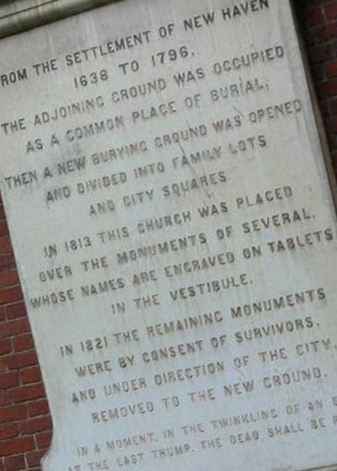 ROM THE SETTLEMENT OF NEW HAVEN
1638 TO 1796,
THE ADJOINING GROUND WAS OCCUPIED
AS A COMMON PLACE OF BURIAL;
THEN A NEW BURYING GROUND WAS OPENED
AND DIVIDED INTO FAMILY LOTS
AND CITY SQUARES
IN 1813 THIS CHURCH WAS PLACED
OVER THE MONUMENTS OF SEVERAL,
WHOSE NAMES ARE ENGRAVED ON TABLETS
IN THE VESTIBULE.
IN 1821 THE REMAINING MONUMENTS
WERE BY CONSENT OF SURVIVORS,
AND UNDER DIRECTION OF THE CITY,
REMOVED TO THE NEW GROUND.
IN A MOMENT, IN THE TWINKLING OF AN
AT THE LAST TRUMP. THE DEAD SHALL BE